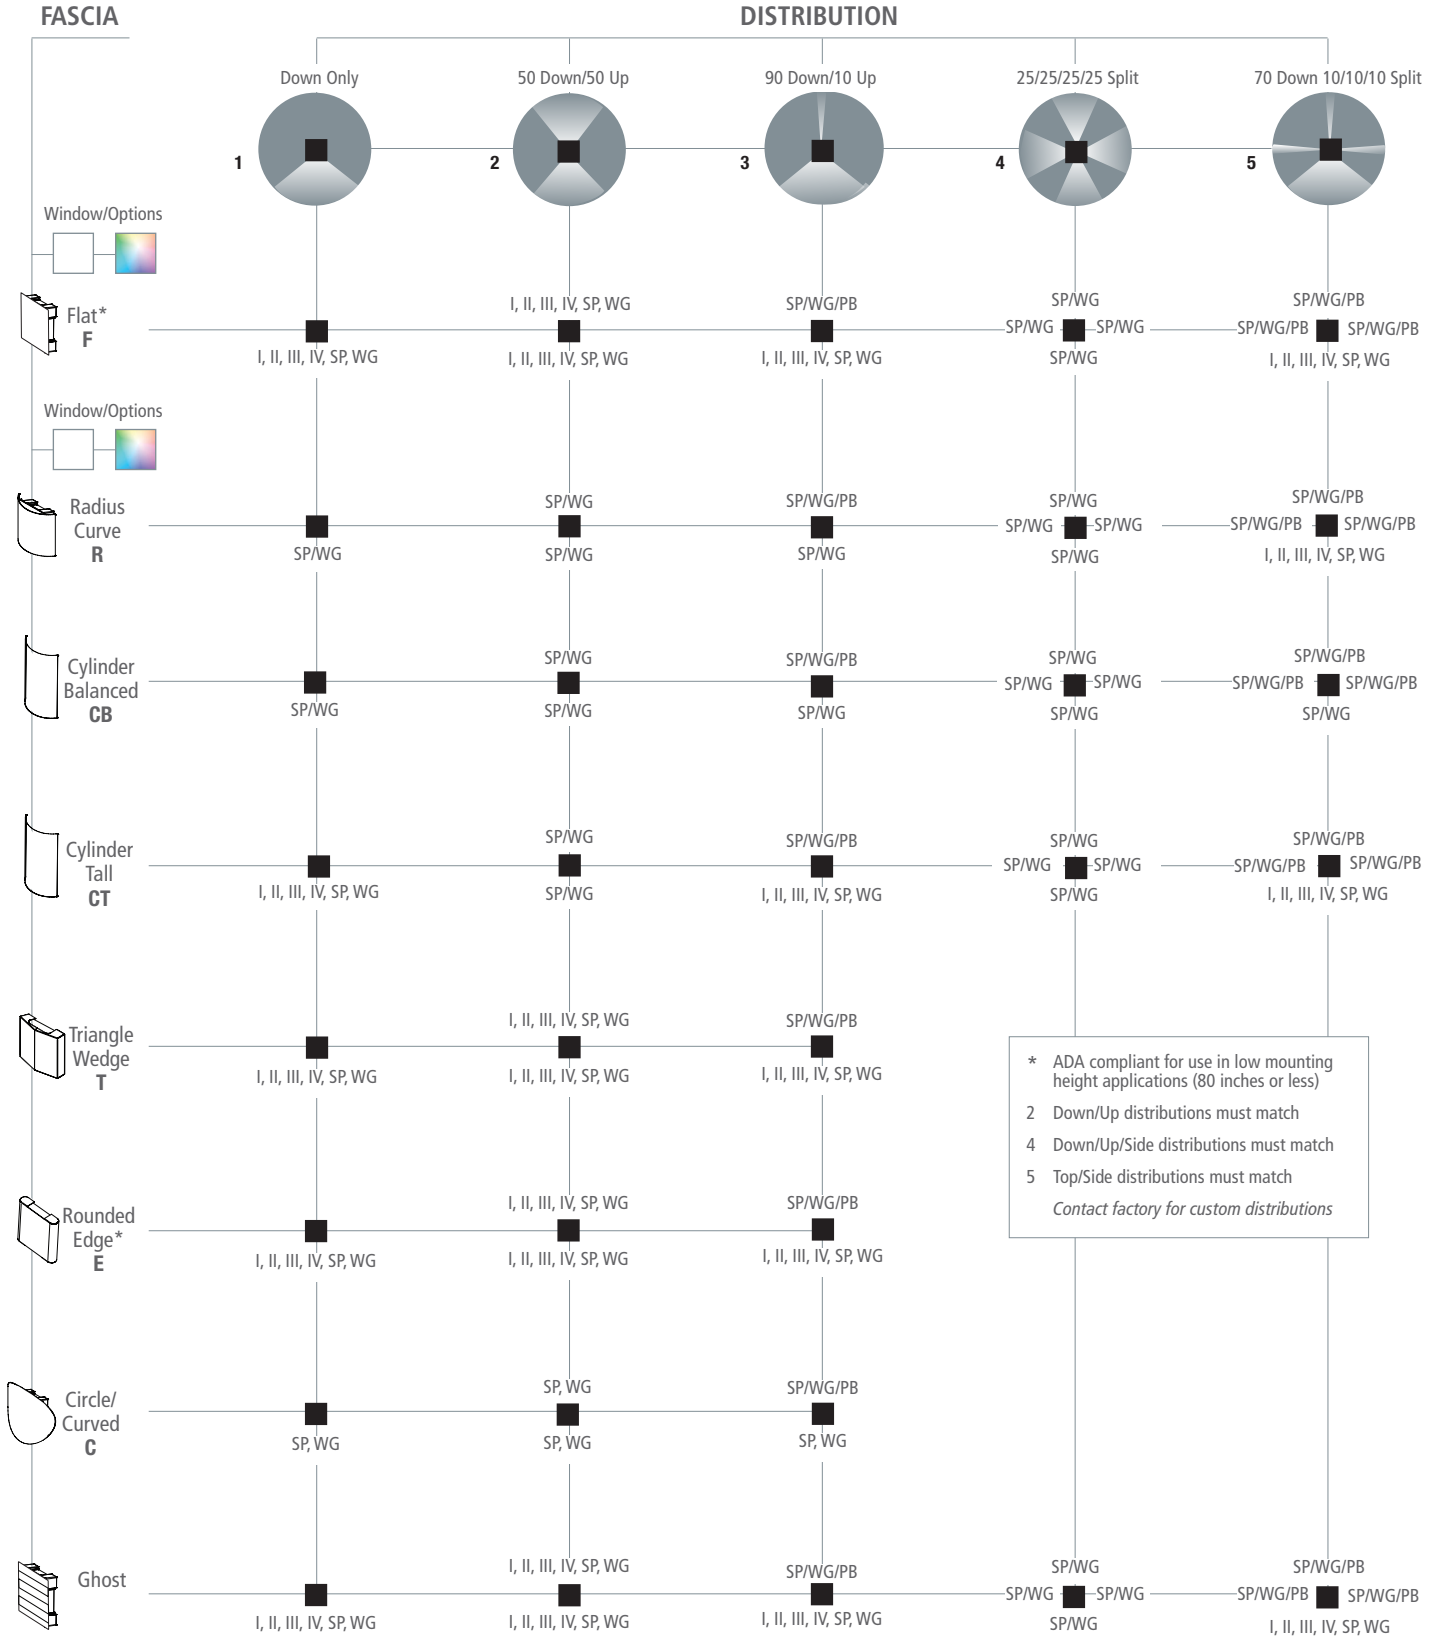 FASCIA
DISTRIBUTION
Down Only
50 Down/50 Up
90 Down/10 Up
25/25/25/25 Split
70 Down 10/10/10 Split
1
2
3
4
5
Window/Options
Flat*
F
I, II, III, IV, SP, WG
I, II, III, IV, SP, WG
I, II, III, IV, SP, WG
SP/WG/PB
I, II, III, IV, SP, WG
SP/WG
SP/WG
SP/WG
SP/WG
SP/WG/PB
SP/WG/PB
SP/WG/PB
I, II, III, IV, SP, WG
Window/Options
Radius
Curve
R
SP/WG
SP/WG
SP/WG
SP/WG/PB
SP/WG
SP/WG
SP/WG
SP/WG
SP/WG
SP/WG/PB
SP/WG/PB
SP/WG/PB
I, II, III, IV, SP, WG
Cylinder
Balanced
CB
SP/WG
SP/WG
SP/WG
SP/WG/PB
SP/WG
SP/WG
SP/WG
SP/WG
SP/WG
SP/WG/PB
SP/WG/PB
SP/WG/PB
SP/WG
Cylinder
Tall
CT
I, II, III, IV, SP, WG
SP/WG
SP/WG
SP/WG/PB
I, II, III, IV, SP, WG
SP/WG
SP/WG
SP/WG
SP/WG
SP/WG/PB
SP/WG/PB
SP/WG/PB
I, II, III, IV, SP, WG
Triangle
Wedge
T
I, II, III, IV, SP, WG
I, II, III, IV, SP, WG
I, II, III, IV, SP, WG
SP/WG/PB
I, II, III, IV, SP, WG
* ADA compliant for use in low mounting
height applications (80 inches or less)
2 Down/Up distributions must match
4 Down/Up/Side distributions must match
5 Top/Side distributions must match
Contact factory for custom distributions
Rounded
Edge*
E
I, II, III, IV, SP, WG
I, II, III, IV, SP, WG
I, II, III, IV, SP, WG
SP/WG/PB
I, II, III, IV, SP, WG
Circle/
Curved
C
SP, WG
SP, WG
SP, WG
SP/WG/PB
SP, WG
Ghost
I, II, III, IV, SP, WG
I, II, III, IV, SP, WG
I, II, III, IV, SP, WG
SP/WG/PB
I, II, III, IV, SP, WG
SP/WG
SP/WG
SP/WG
SP/WG
SP/WG/PB
SP/WG/PB
SP/WG/PB
I, II, III, IV, SP, WG